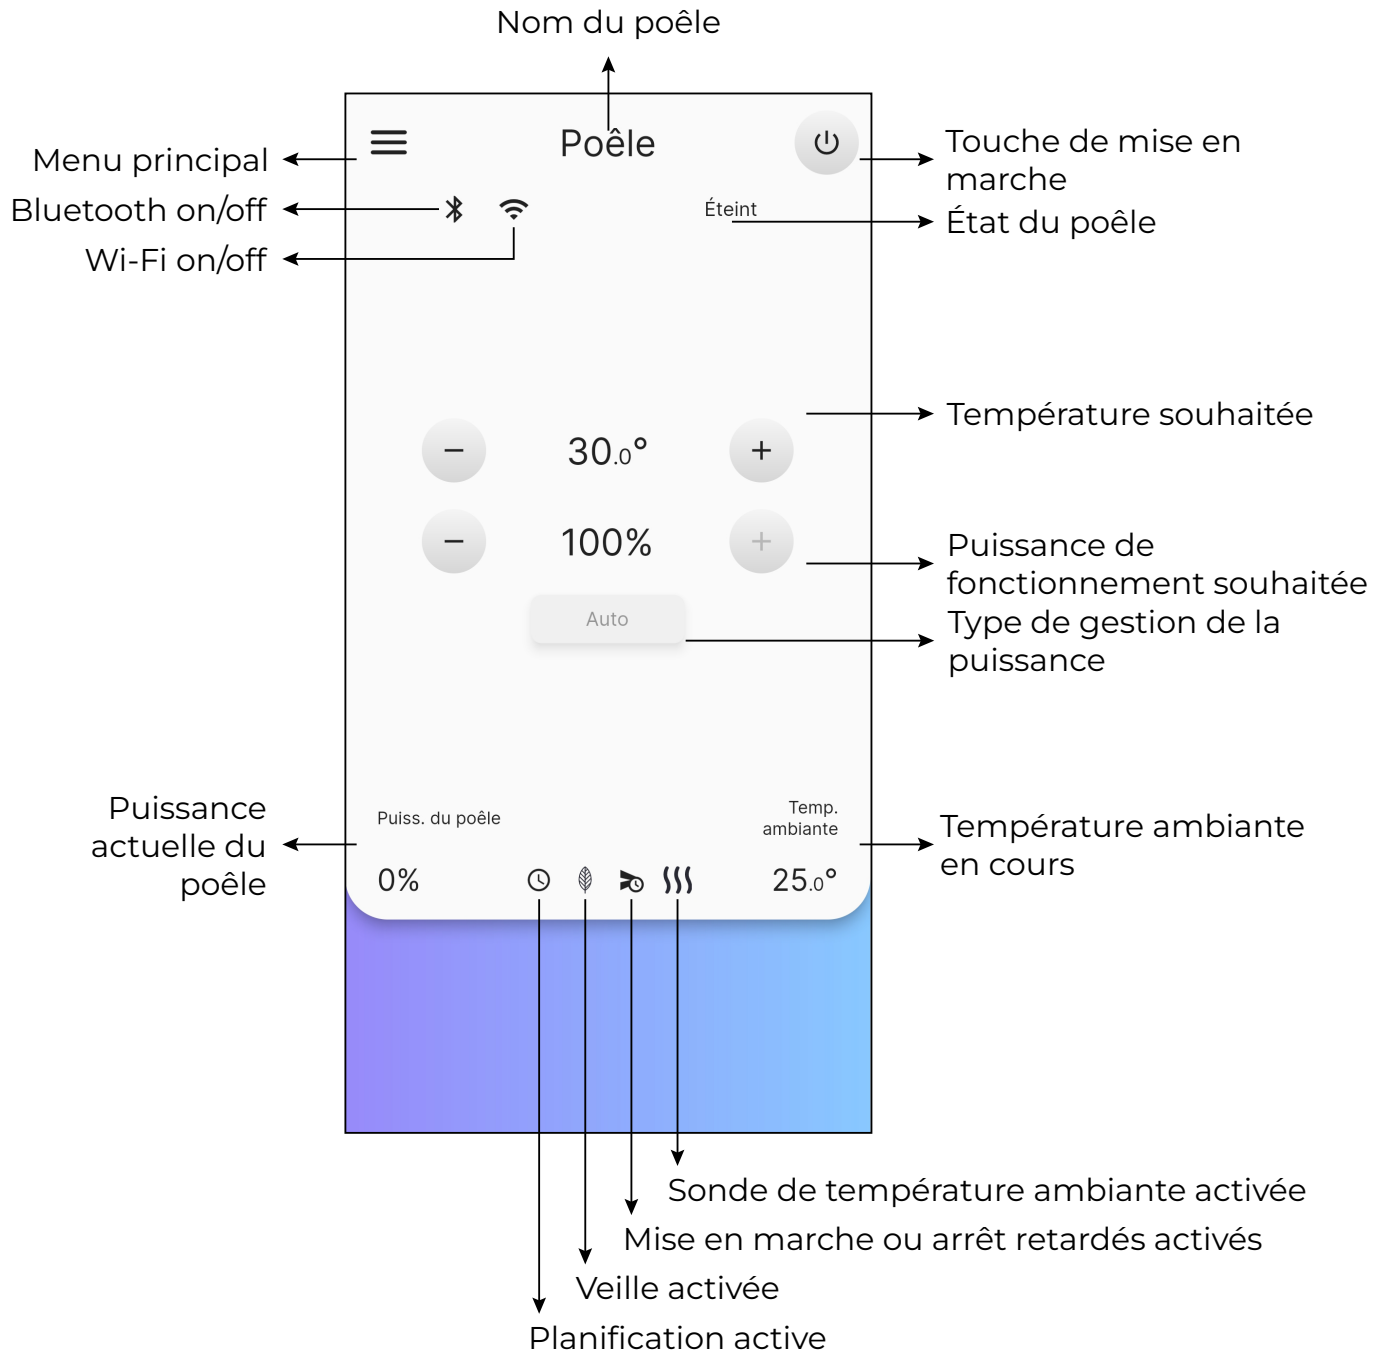 Nom du poêle
Poêle
Menu principal
Touche de mise en
marche
Bluetooth on/off
Éteint
État du poêle
Wi-Fi on/off
Température souhaitée
30.0°
100%
Puissance de
fonctionnement souhaitée
Auto
Type de gestion de la
puissance
Puissance
actuelle du
poêle
Puiss. du poêle
Temp.
ambiante
Température ambiante
en cours
0%
25.0°
Sonde de température ambiante activée
Mise en marche ou arrêt retardés activés
Veille activée
Planification active